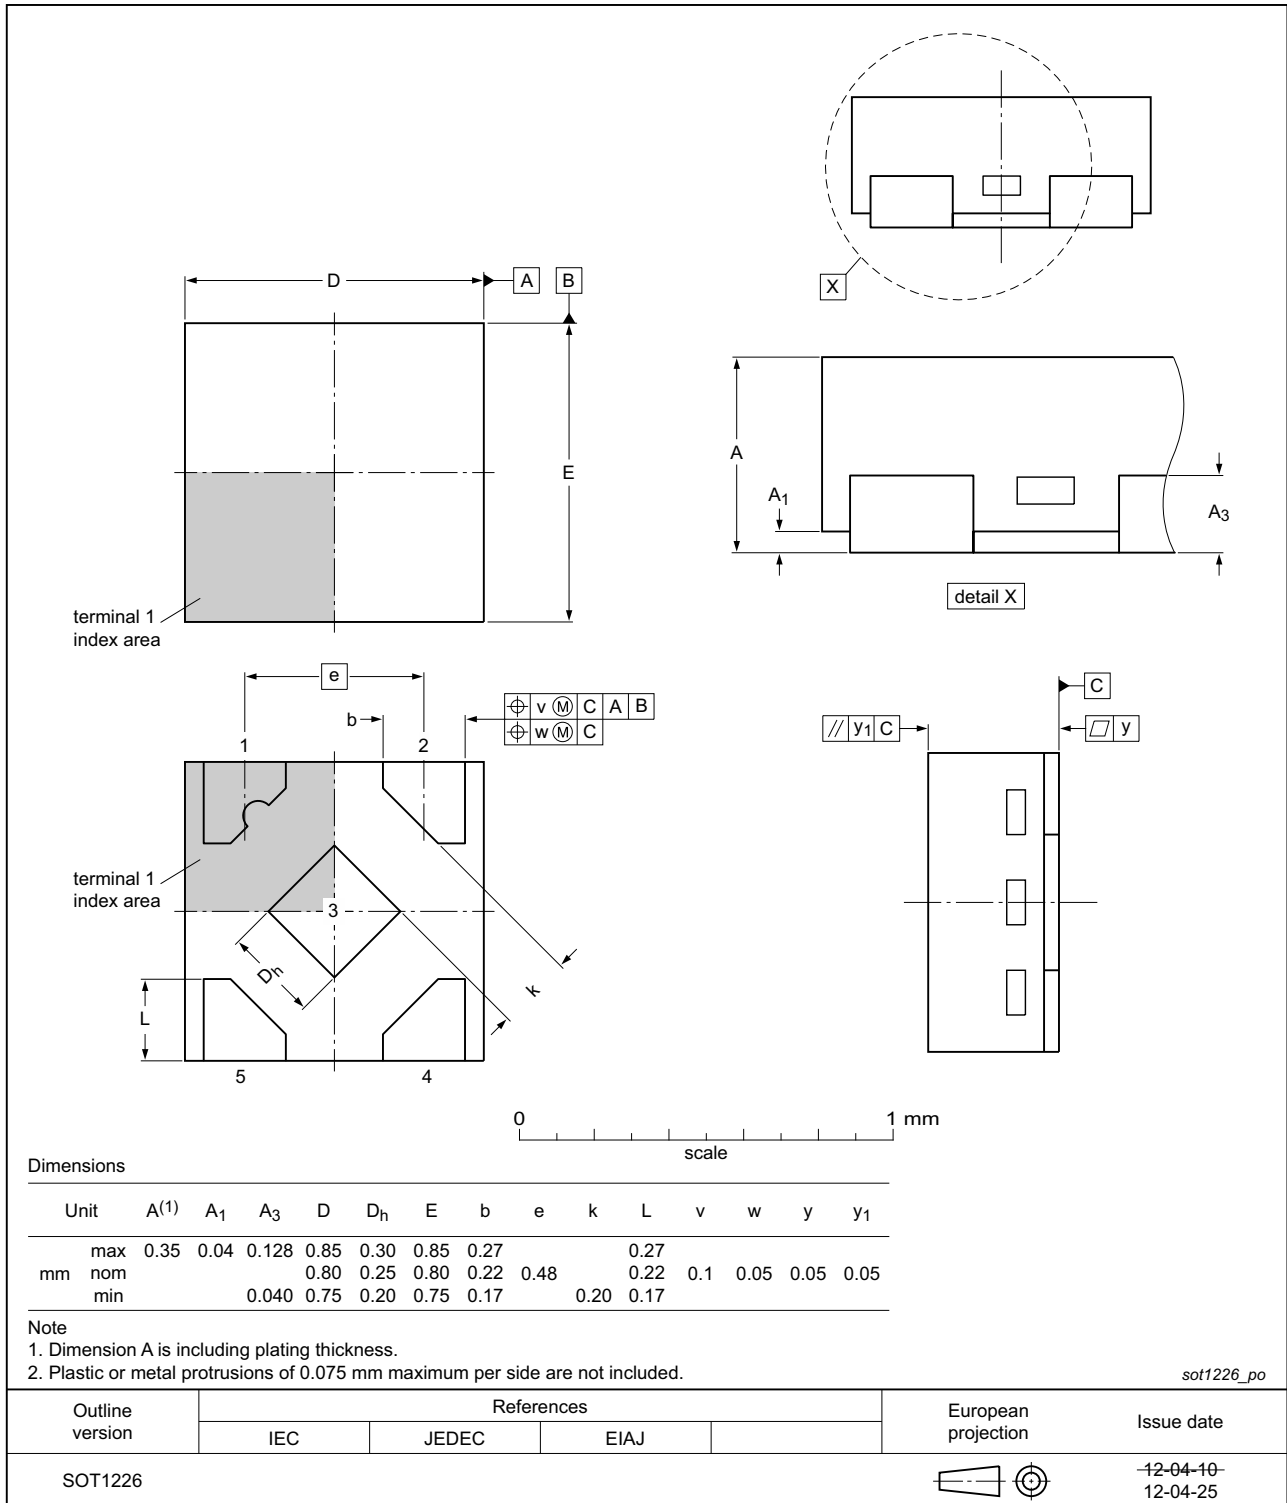 X
D A B
E
terminal 1
index area
A
A1
A3
detail X
e
b
v M C A B
w M C
1 2
terminal 1
index area
3
Dh
k
L
5 4
C
// y1 C
y
0 1 mm
scale
Dimensions
Unit A(1) A1 A3 D Dh E b e k L v w y y1
max 0.35 0.04 0.128 0.85 0.30 0.85 0.27 0.27
mm nom 0.80 0.25 0.80 0.22 0.48 0.22 0.1 0.05 0.05 0.05
min 0.040 0.75 0.20 0.75 0.17 0.20 0.17
Note
1. Dimension A is including plating thickness.
2. Plastic or metal protrusions of 0.075 mm maximum per side are not included.
sot1226_po
Outline
version
References
IEC JEDEC EIAJ
European
projection
Issue date
SOT1226
12-04-10
12-04-25